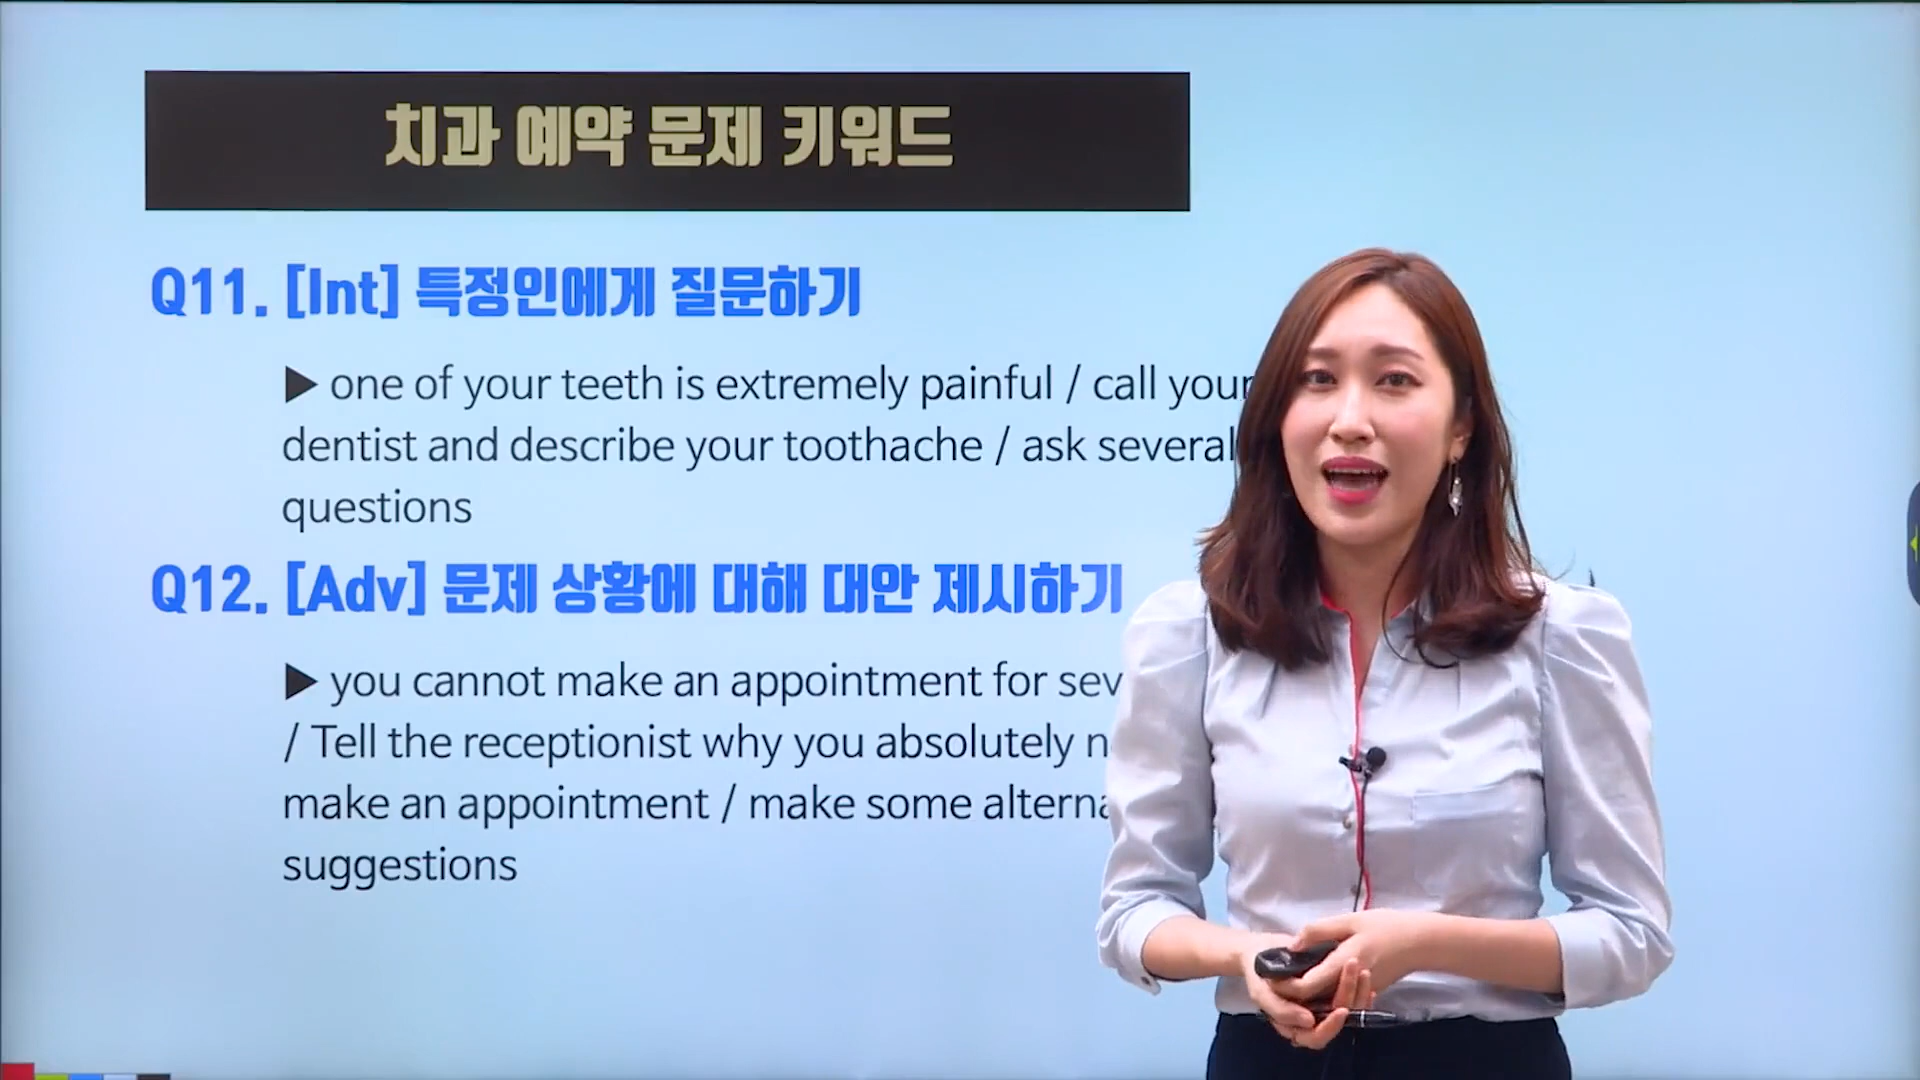 치과 예약 문제 키워드
Q11. [Int] 특정인에게 질문하기
▶ one of your teeth is extremely painful / call your
dentist and describe your toothache / ask several
questions
Q12. [Adv] 문제 상황에 대해 대안 제시하기
▶ you cannot make an appointment for
/ Tell the receptionist why you absolutely
make an appointment / make some
suggestions